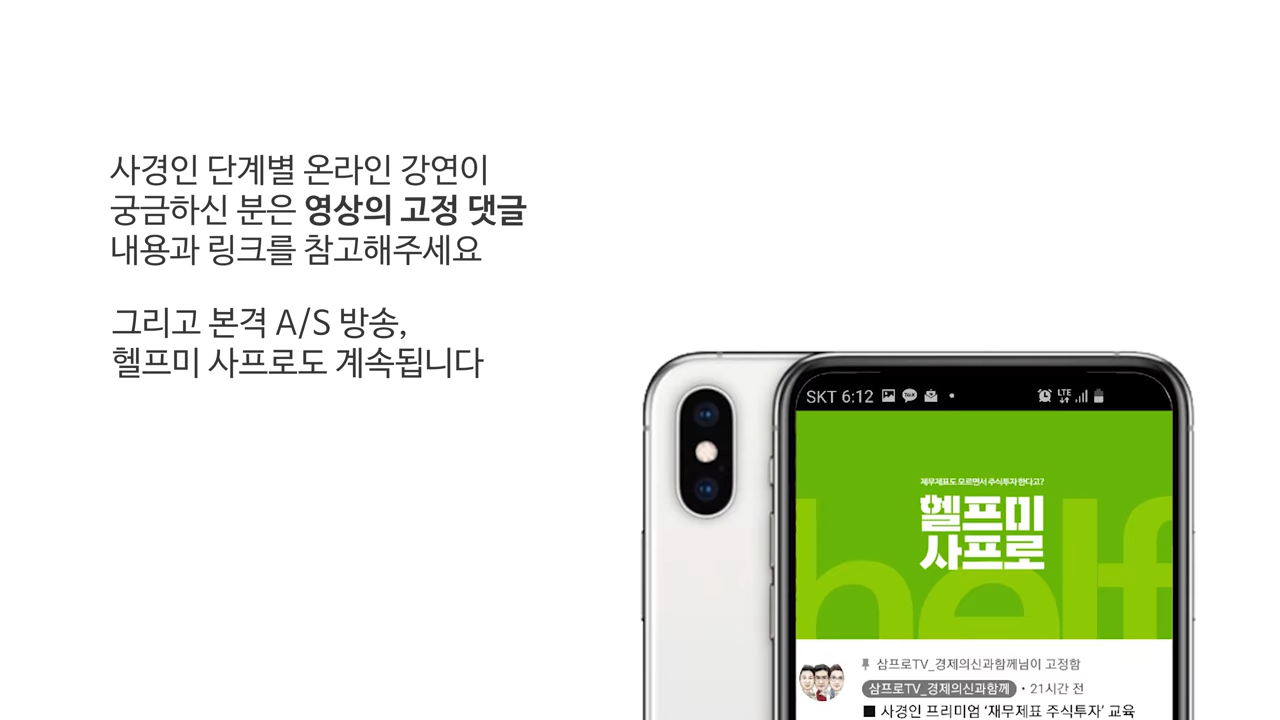 사경인 단계별 온라인 강연이
궁금하신 분은 영상의 고정 댓글
내용과 링크를 참고해주세요
그리고 본격 A/S 방송,
헬프미 사프로도 계속됩니다
SKT 6:12
TALK
LTE
재무제표도 모르면서 주식투자 한다고?
헬프미
사프로
helf
삼프로TV_경제의신과함께님이 고정함
삼프로TV_경제의신과함께 • 21시간 전
■ 사경인 프리미엄 ‘재무제표 주식투자’ 교육